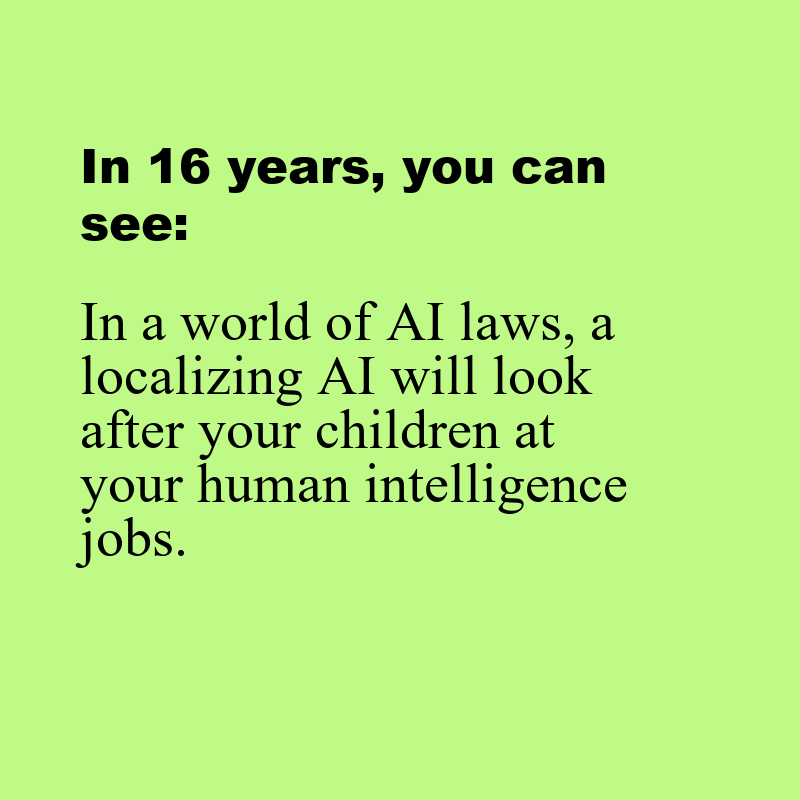 In 16 years, you can
see:
In a world of AI laws, a
localizing AI will look
after your children at
your human intelligence
jobs.